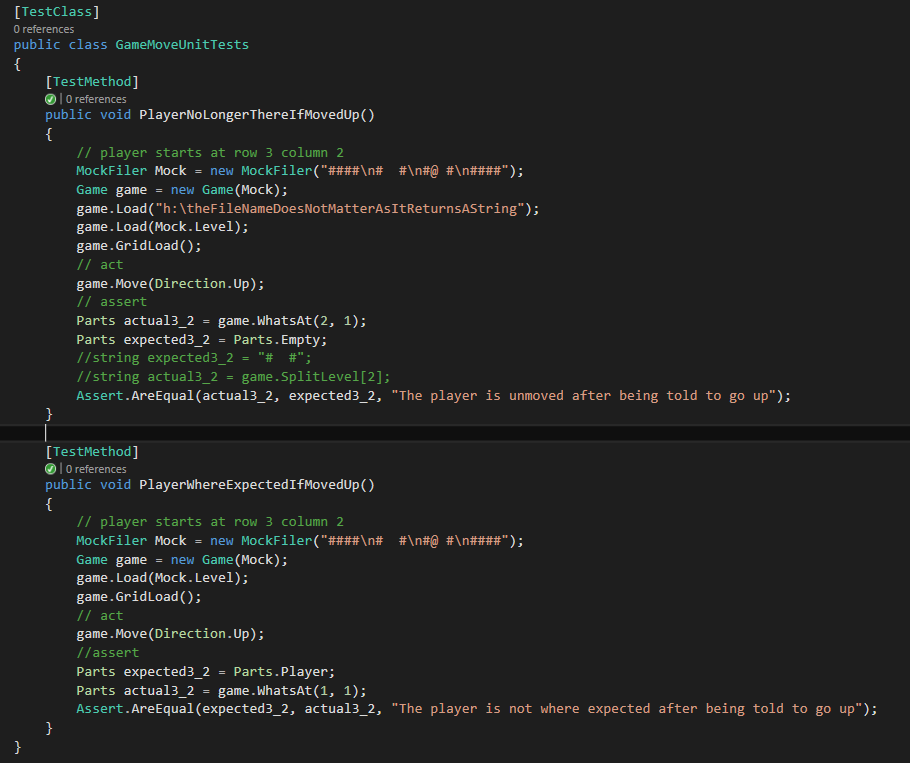 [TestClass]
0 references
public class GameMoveUnitTests
{
[TestMethod]
| 0 references
public void PlayerNoLongerThereIfMovedUp()
{
// player starts at row 3 column 2
MockFiler Mock = new MockFiler("####\n#  #\n#@ #\n####");
Game game = new Game(Mock);
game.Load("h:\theFileNameDoesNotMatterAsItReturnsAString");
game.Load(Mock.Level);
game.GridLoad();
// act
game.Move(Direction.Up);
// assert
Parts actual3_2 = game.WhatsAt(2, 1);
Parts expected3_2 = Parts.Empty;
//string expected3_2 = "#  #";
//string actual3_2 = game.SplitLevel[2];
Assert.AreEqual(actual3_2, expected3_2, "The player is unmoved after being told to go up");
}
[TestMethod]
| 0 references
public void PlayerWhereExpectedIfMovedUp()
{
// player starts at row 3 column 2
MockFiler Mock = new MockFiler("####\n#  #\n#@ #\n####");
Game game = new Game(Mock);
game.Load(Mock.Level);
game.GridLoad();
// act
game.Move(Direction.Up);
//assert
Parts expected3_2 = Parts.Player;
Parts actual3_2 = game.WhatsAt(1, 1);
Assert.AreEqual(expected3_2, actual3_2, "The player is not where expected after being told to go up");
}
}